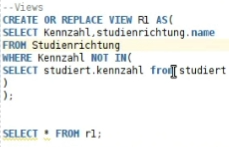 --Views
CREATE OR REPLACE VIEW R1 AS(
SELECT Kennzahl,studienrichtung.name
FROM Studienrichtung
WHERE Kennzahl NOT IN(
SELECT studiert.kennzahl from studiert
)
);
SELECT * FROM r1;